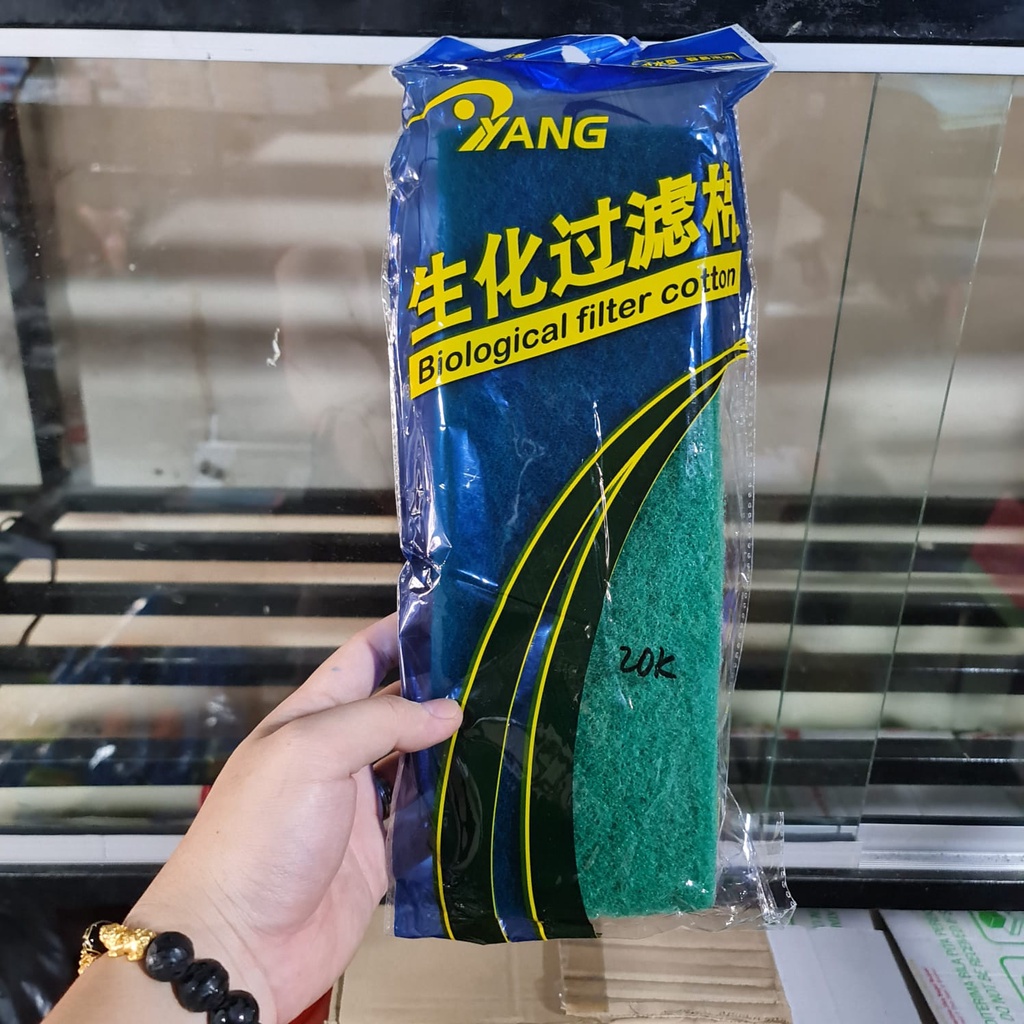 YANG
生化过滤棉
Biological filter cotton
20K